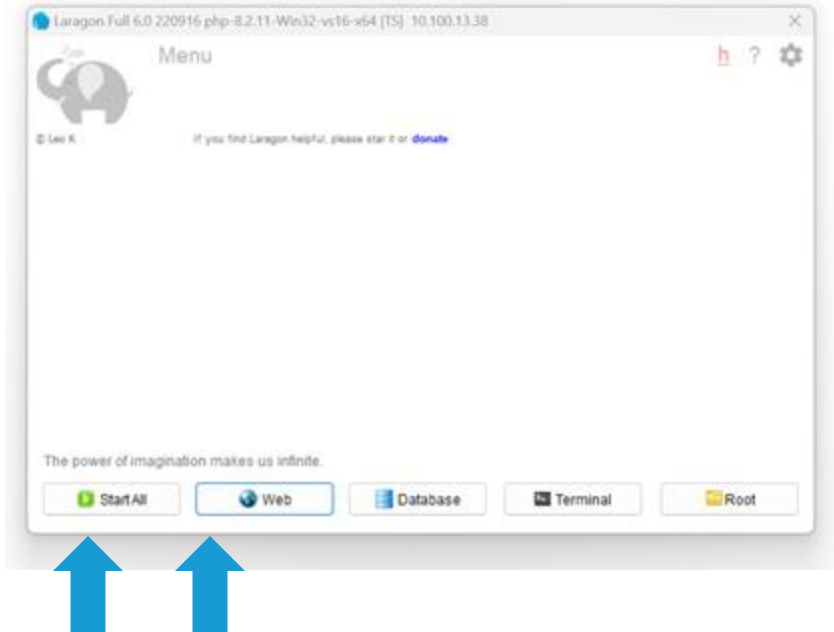 Laragon Full 6.0 220916 php-8.2.11-Win32-vs16-x64 [TS] 10.100.13.38
Menu
h ?
© Leo K
If you find Laragon helpful, please star it or donate
The power of imagination makes us infinite.
Start All
Web
Database
Terminal
Root